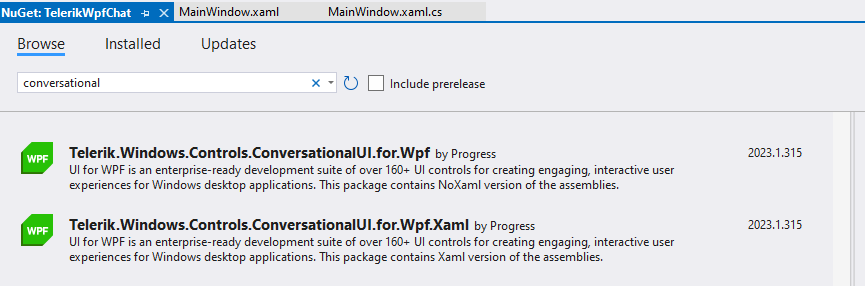 NuGet: TelerikWpfChat MainWindow.xaml MainWindow.xaml.cs
Browse Installed Updates
conversational Include prerelease
WPF Telerik.Windows.Controls.ConversationalUI.for.Wpf by Progress 2023.1.315
UI for WPF is an enterprise-ready development suite of over 160+ UI controls for creating engaging, interactive user
experiences for Windows desktop applications. This package contains NoXaml version of the assemblies.
WPF Telerik.Windows.Controls.ConversationalUI.for.Wpf.Xaml by Progress 2023.1.315
UI for WPF is an enterprise-ready development suite of over 160+ UI controls for creating engaging, interactive user
experiences for Windows desktop applications. This package contains Xaml version of the assemblies.